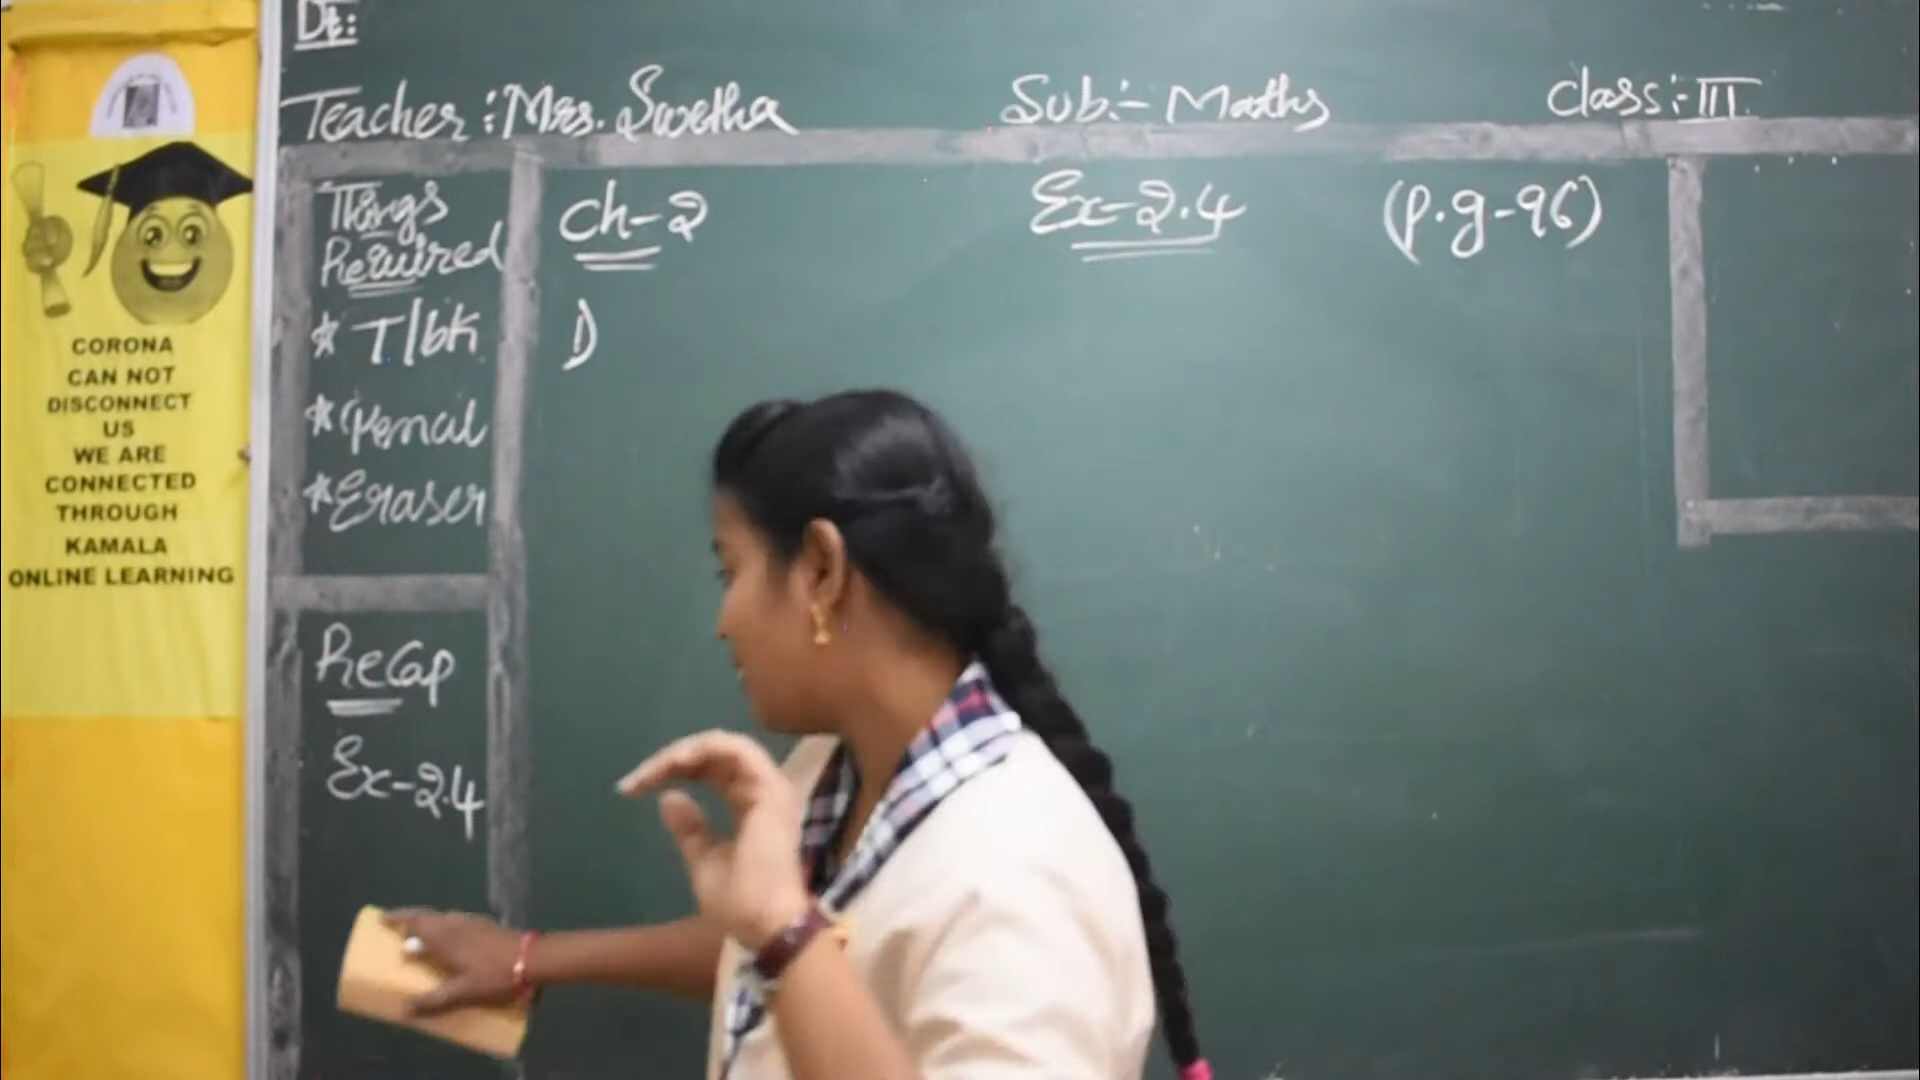 Dt:
Teacher : Mrs. Swetha Sub:- Maths Class:- III
Things
Required
* T/bk
* Pencil
* Eraser
Recap
Ex-2.4
Ch-2 Ex-2.4 (P.g-96)
1)
CORONA
CAN NOT
DISCONNECT
US
WE ARE
CONNECTED
THROUGH
KAMALA
ONLINE LEARNING